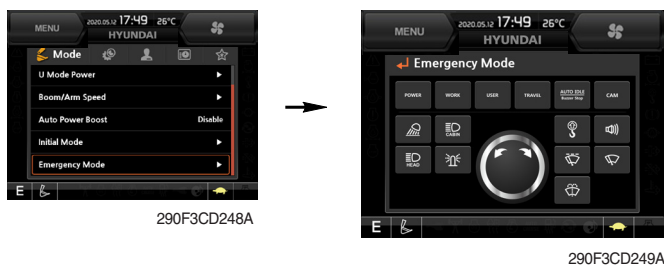 MENU
2020.05.12 17:49 26°C
HYUNDAI
Mode
U Mode Power
Boom/Arm Speed
Auto Power Boost Disable
Initial Mode
Emergency Mode
E
290F3CD248A
MENU
2020.05.12 17:49 26°C
HYUNDAI
Emergency Mode
POWER WORK USER TRAVEL AUTO IDLE CAM
Buzzer Stop
CABIN
HEAD
E
290F3CD249A